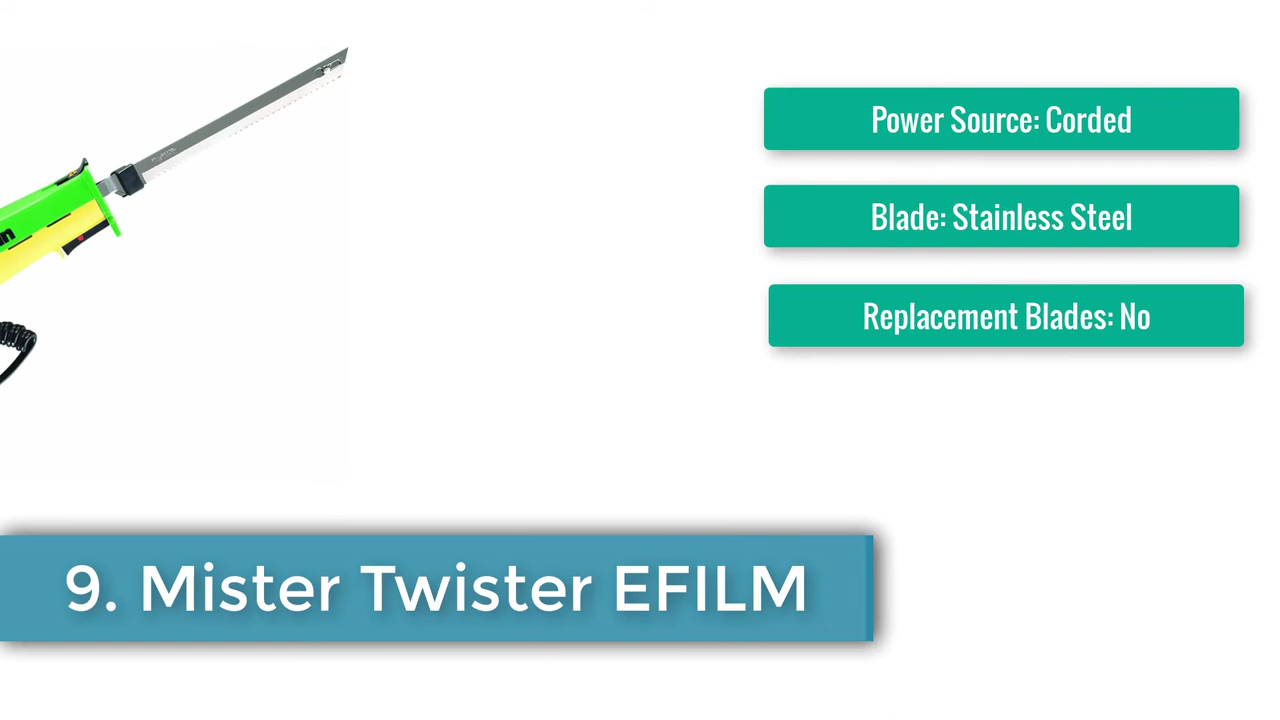 Power Source: Corded
Blade: Stainless Steel
Replacement Blades: No
9. Mister Twister EFILM